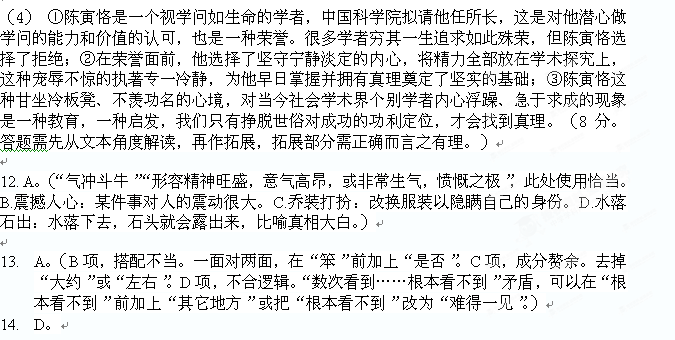 （4） ①陈寅恪是一个视学问如生命的学者，中国科学院拟请他任所长，这是对他潜心做
学问的能力和价值的认可，也是一种荣誉。很多学者穷其一生追求如此殊荣，但陈寅恪选
择了拒绝；②在荣誉面前，他选择了坚守宁静淡定的内心，将精力全部放在学术探究上，
这种宠辱不惊的执著专一冷静，为他早日掌握并拥有真理奠定了坚实的基础；③陈寅恪这
种甘坐冷板凳、不羡功名的心境，对当今社会学术界个别学者内心浮躁、急于求成的现象
是一种教育，一种启发，我们只有挣脱世俗对成功的功利定位，才会找到真理。（8 分。
答题需先从文本角度解读，再作拓展，拓展部分需正确而言之有理。）
12. A。（“气冲斗牛 ”“形容精神旺盛，意气高昂，或非常生气，愤慨之极 ”，此处使用恰当。
B.震撼人心：某件事对人的震动很大。C.乔装打扮：改换服装以隐瞒自己的身份。D.水落
石出：水落下去，石头就会露出来，比喻真相大白。）
13. A。（B 项，搭配不当。一面对两面，在“笨 ”前加上“是否 ”。C 项，成分赘余。去掉
“大约 ”或“左右 ”。D 项，不合逻辑。“数次看到……根本看不到 ”矛盾，可以在“根
本看不到 ”前加上“其它地方 ”或把“根本看不到 ”改为“难得一见 ”。）
14. D。